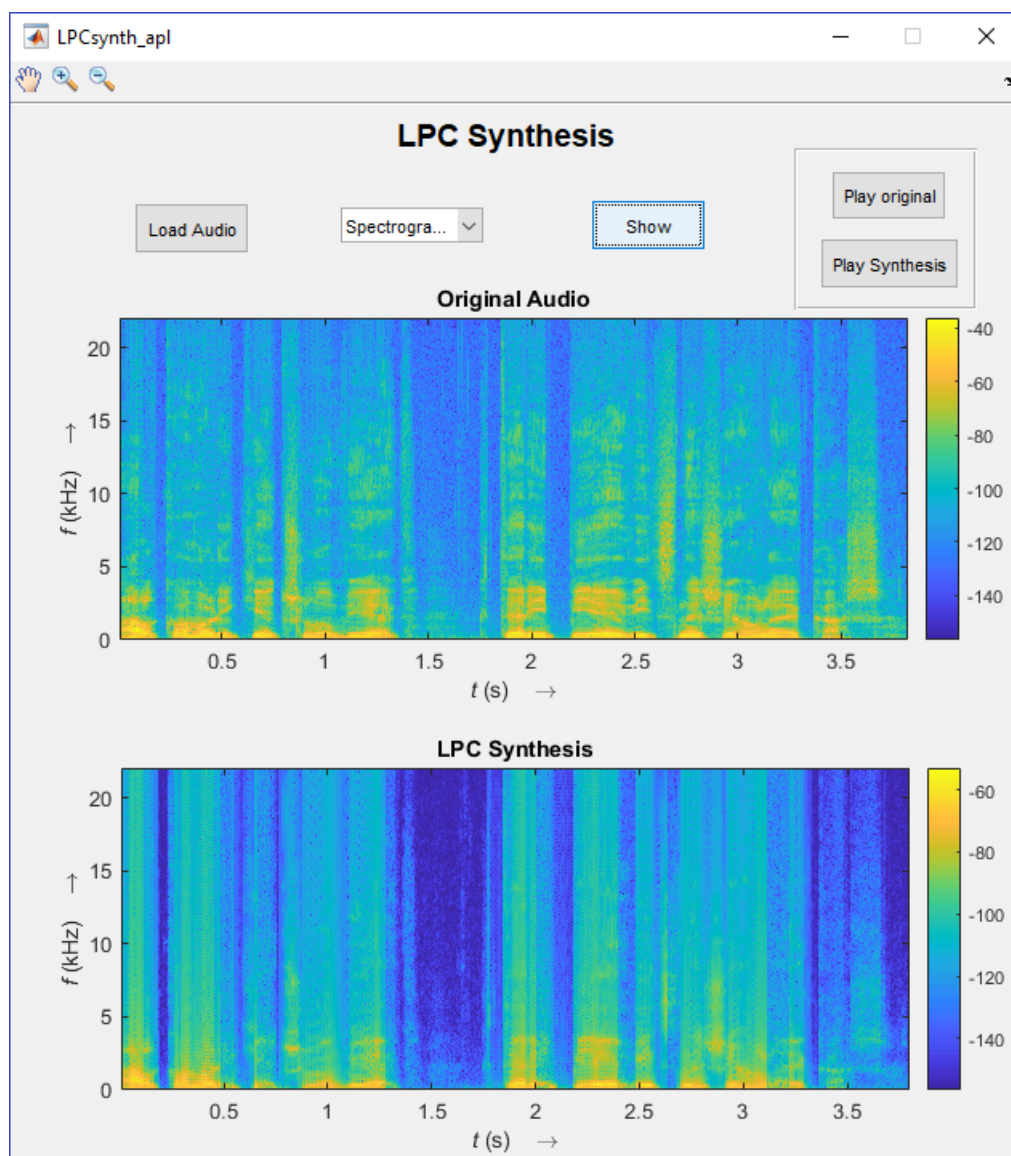 LPCsynth_apl
LPC Synthesis
Load Audio
Spectrogra...
Show
Play original
Play Synthesis
Original Audio
20
15
10
5
0
f (kHz) →
0.5 1 1.5 2 2.5 3 3.5
t (s) →
-40
-60
-80
-100
-120
-140
LPC Synthesis
20
15
10
5
0
f (kHz) →
0.5 1 1.5 2 2.5 3 3.5
t (s) →
-60
-80
-100
-120
-140